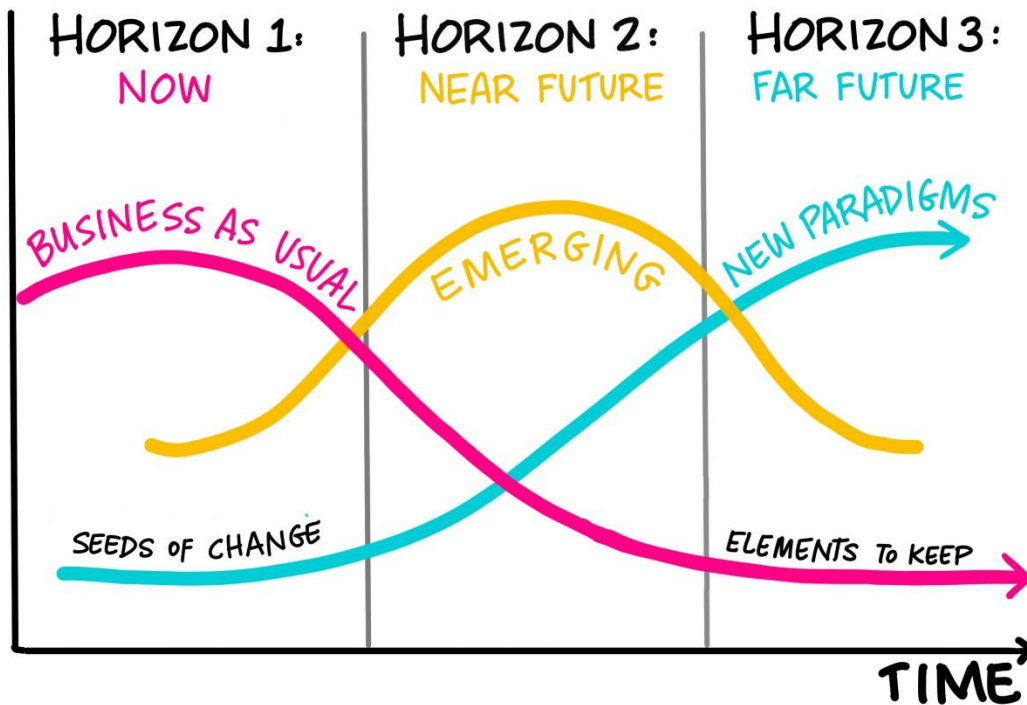 HORIZON 1:
NOW
HORIZON 2:
NEAR FUTURE
HORIZON 3:
FAR FUTURE
BUSINESS AS USUAL
EMERGING
NEW PARADIGMS
SEEDS OF CHANGE
ELEMENTS TO KEEP
TIME